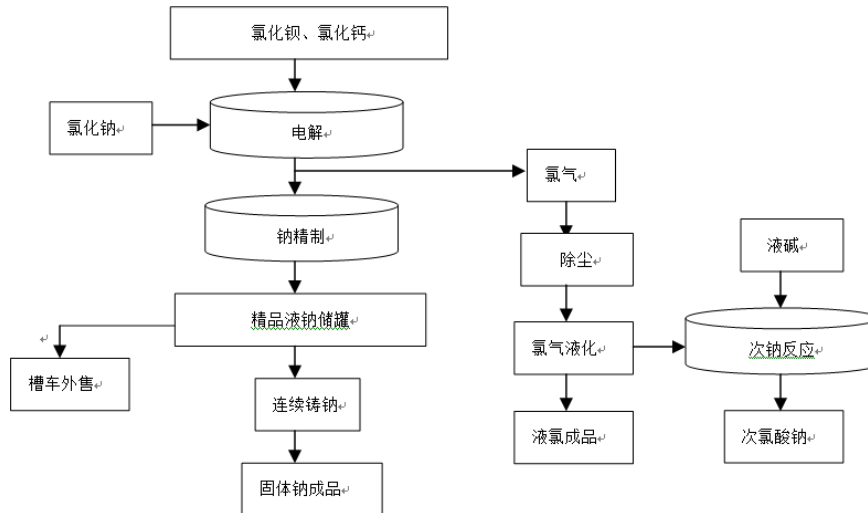 氯化钡、氯化钙
氯化钠
电解
氯气
钠精制
除尘
液碱
精品液钠储罐
氯气液化
次钠反应
槽车外售
连续铸钠
液氯成品
次氯酸钠
固体钠成品